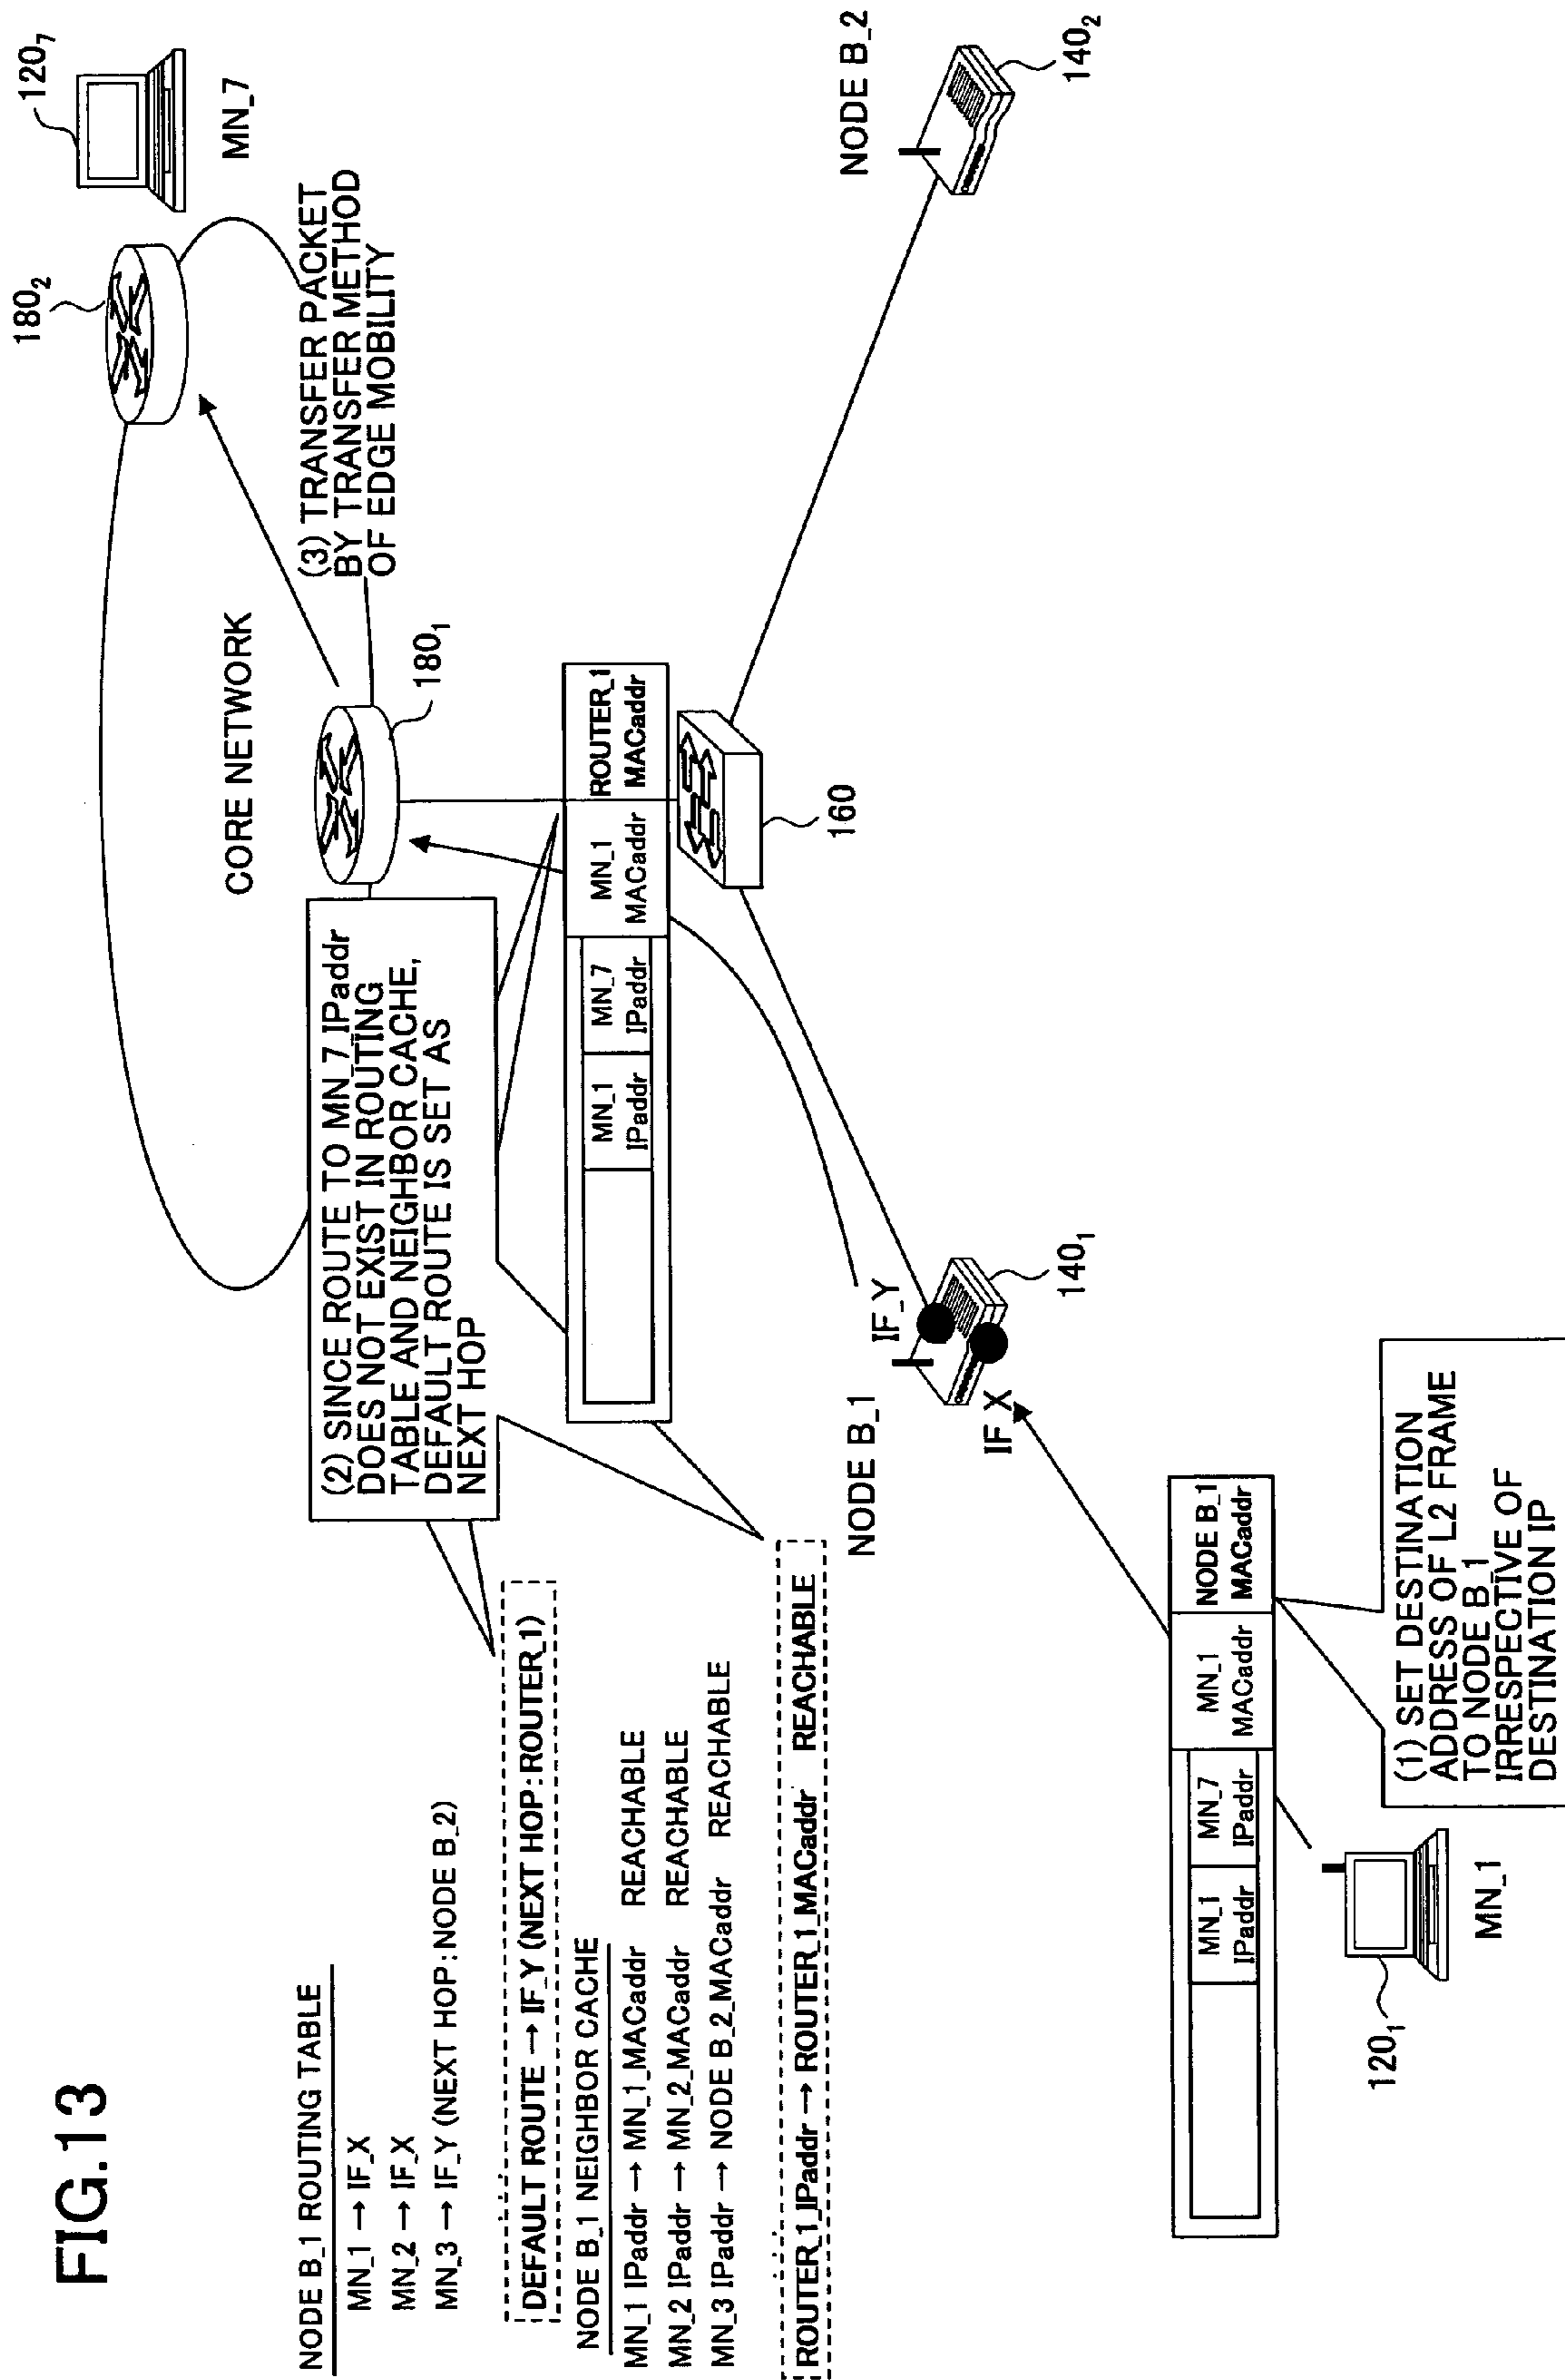 FIG.13
NODE B_1 ROUTING TABLE
MN_1 → IF_X
MN_2 → IF_X
MN_3 → IF_Y (NEXT HOP:NODE B_2)
DEFAULT ROUTE → IF_Y (NEXT HOP:ROUTER_1)
NODE B_1 NEIGHBOR CACHE
MN_1 IPaddr → MN_1_MACaddr REACHABLE
MN_2 IPaddr → MN_2_MACaddr REACHABLE
MN_3 IPaddr → NODE B_2_MACaddr REACHABLE
ROUTER_1_IPaddr → ROUTER_1_MACaddr REACHABLE
(2) SINCE ROUTE TO MN_7_IPaddr
DOES NOT EXIST IN ROUTING
TABLE AND NEIGHBOR CACHE,
DEFAULT ROUTE IS SET AS
NEXT HOP
CORE NETWORK
180₁
180₂
120₇
MN_7
(3) TRANSFER PACKET
BY TRANSFER METHOD
OF EDGE MOBILITY
MN_1
IPaddr
MN_7
IPaddr
MN_1
MACaddr
ROUTER_1
MACaddr
160
NODE B_1
IF_Y
IF_X
140₁
NODE B_2
140₂
MN_1
IPaddr
MN_7
IPaddr
MN_1
MACaddr
NODE B_1
MACaddr
120₁
MN_1
(1) SET DESTINATION
ADDRESS OF L2 FRAME
TO NODE B_1
IRRESPECTIVE OF
DESTINATION IP